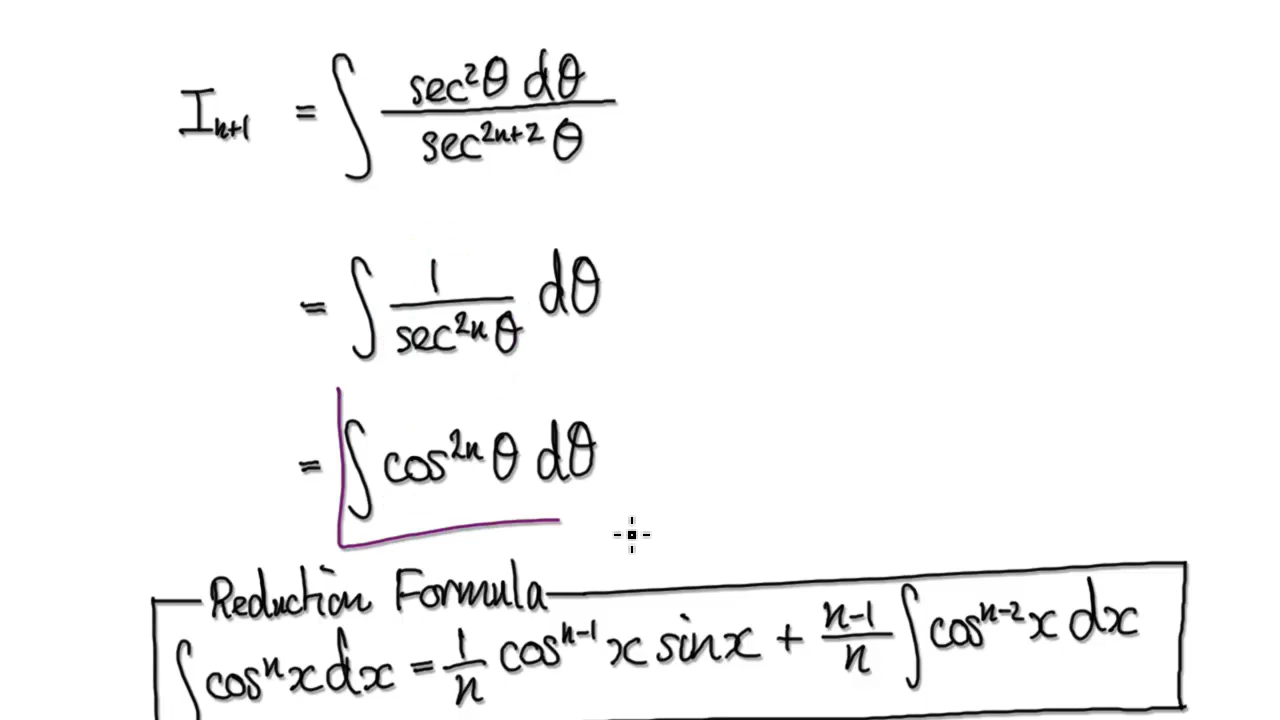 I_{n+1} = ∫ sec²θ dθ / sec^{2n+2} θ
= ∫ 1 / sec^{2n} θ dθ
= ∫ cos^{2n} θ dθ
Reduction Formula
∫ cos^n x dx = 1/n cos^{n-1} x sin x + n-1/n ∫ cos^{n-2} x dx